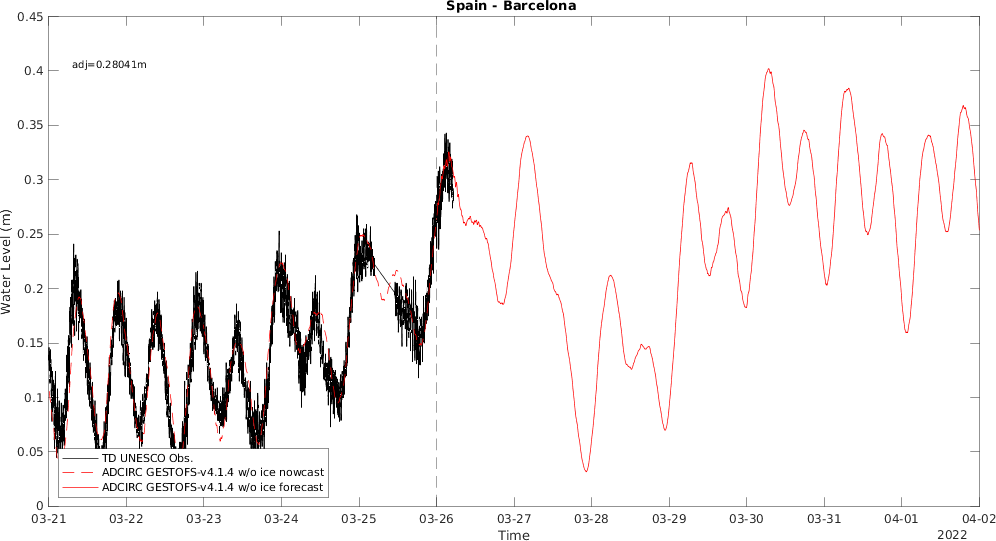 Spain - Barcelona
0.45
0.4
0.35
0.3
0.25
0.2
0.15
0.1
0.05
0
Water Level (m)
adj=0.28041m
TD UNESCO Obs.
ADCIRC GESTOFS-v4.1.4 w/o ice nowcast
ADCIRC GESTOFS-v4.1.4 w/o ice forecast
03-21 03-22 03-23 03-24 03-25 03-26 03-27 03-28 03-29 03-30 03-31 04-01 04-02
Time
2022